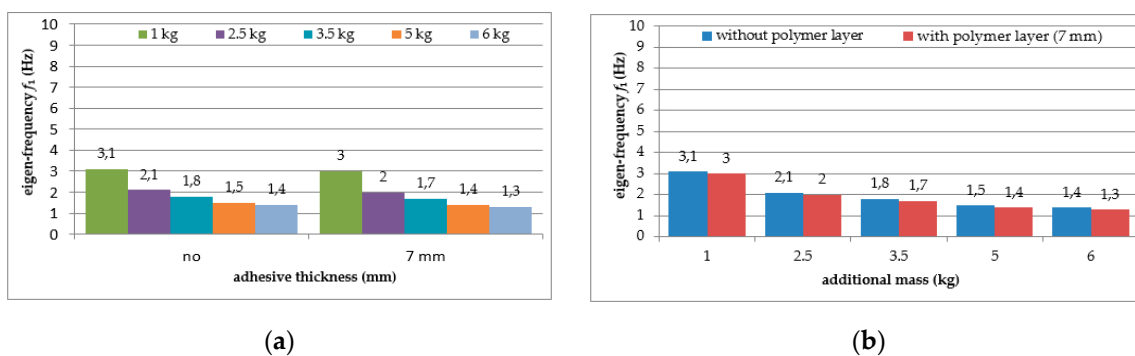 10
9
8
7
6
5
4
3
2
1
0
eigen-frequency f₁ (Hz)
1 kg 2.5 kg 3.5 kg 5 kg 6 kg
3,1 2,1 1,8 1,5 1,4 3 2 1,7 1,4 1,3
no 7 mm
adhesive thickness (mm)
(a)
10
9
8
7
6
5
4
3
2
1
0
eigen-frequency f₁ (Hz)
without polymer layer with polymer layer (7 mm)
3,1 3 2,1 2 1,8 1,7 1,5 1,4 1,4 1,3
1 2.5 3.5 5 6
additional mass (kg)
(b)